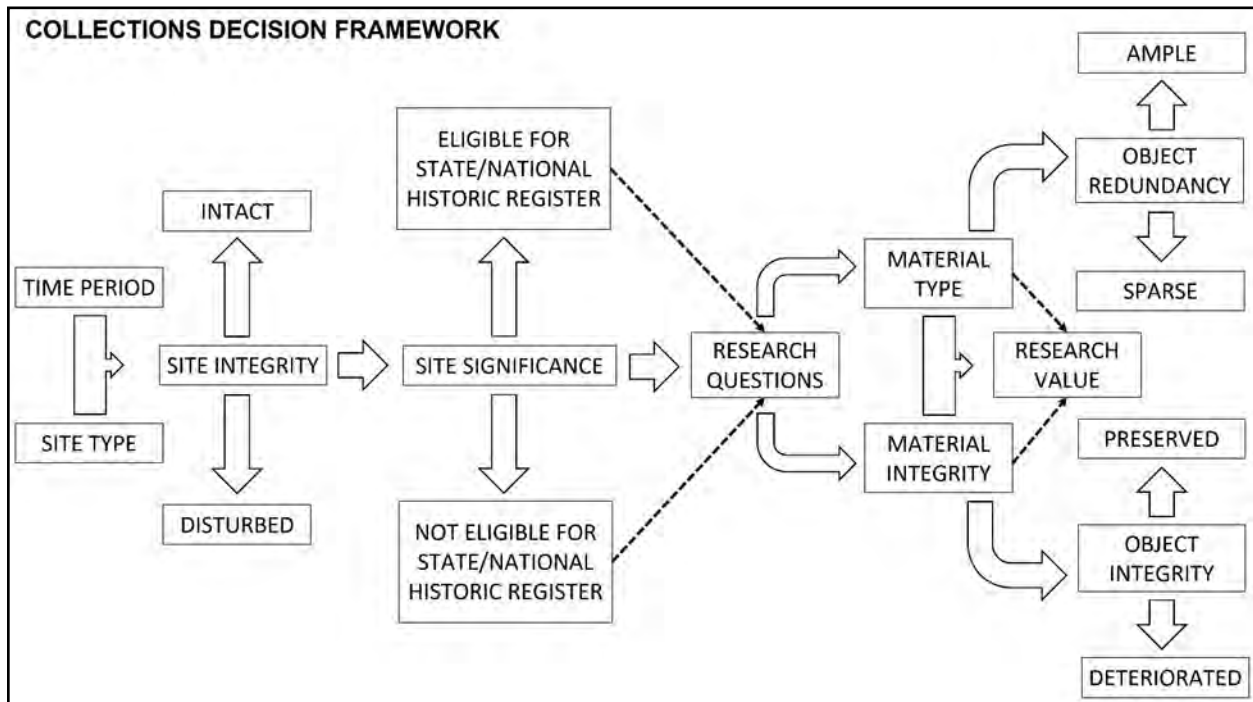 COLLECTIONS DECISION FRAMEWORK
TIME PERIOD
SITE TYPE
INTACT
SITE INTEGRITY
DISTURBED
ELIGIBLE FOR
STATE/NATIONAL
HISTORIC REGISTER
SITE SIGNIFICANCE
NOT ELIGIBLE FOR
STATE/NATIONAL
HISTORIC REGISTER
RESEARCH
QUESTIONS
MATERIAL
TYPE
MATERIAL
INTEGRITY
RESEARCH
VALUE
AMPLE
OBJECT
REDUNDANCY
SPARSE
PRESERVED
OBJECT
INTEGRITY
DETERIORATED